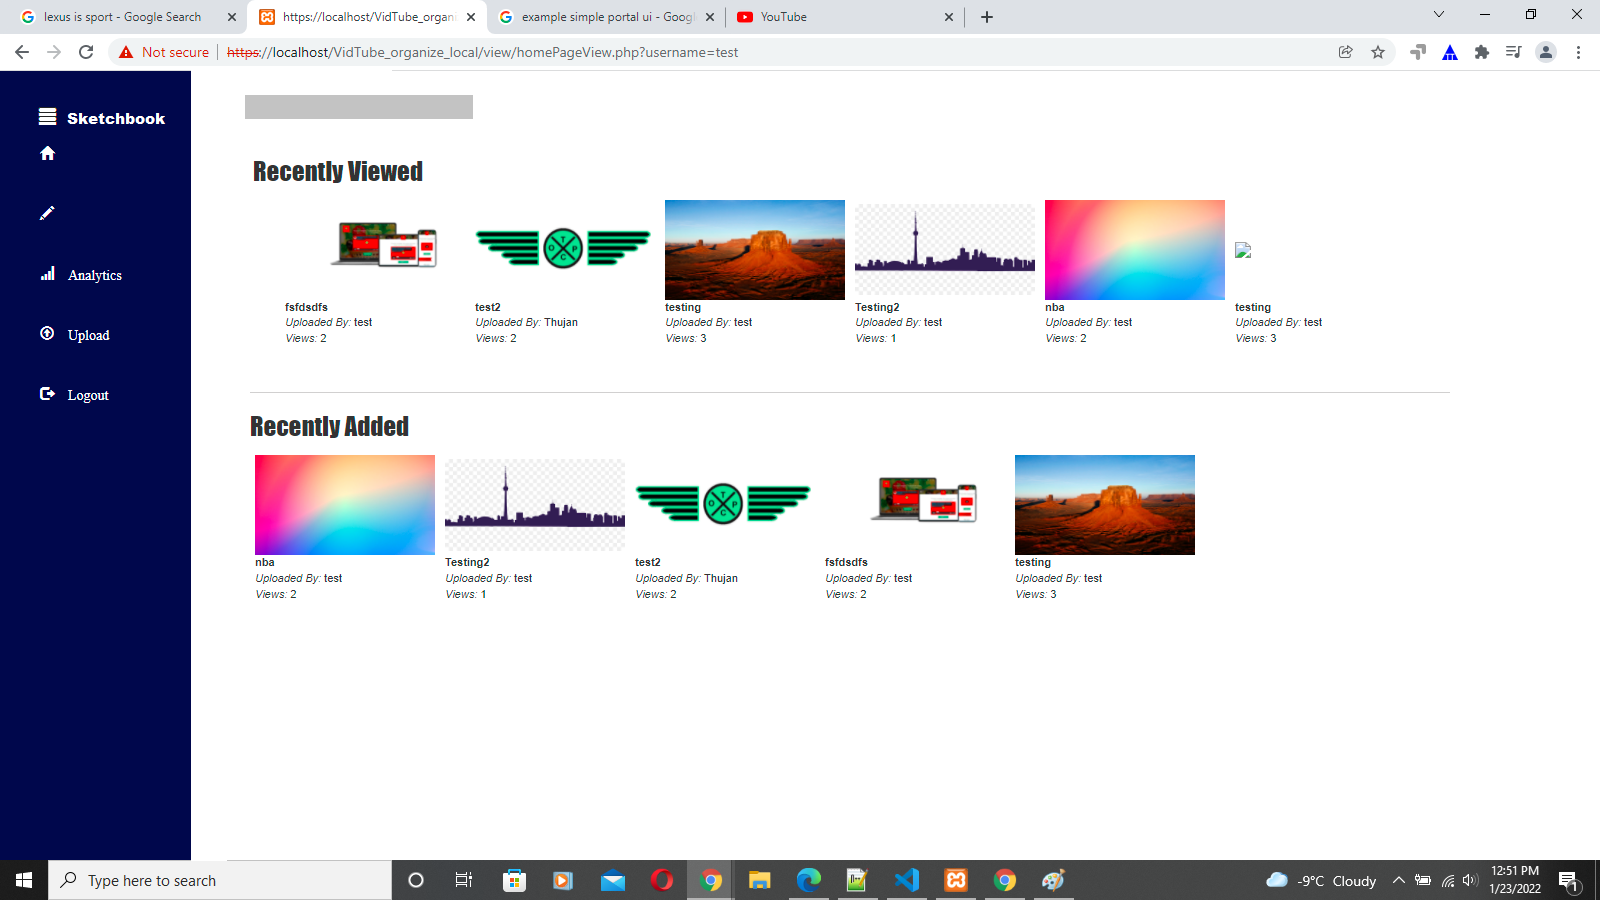 lexus is sport - Google Search
https://localhost/VidTube_organi
example simple portal ui - Goog
YouTube
Not secure
https://localhost/VidTube_organize_local/view/homePageView.php?username=test
Sketchbook
Analytics
Upload
Logout
Recently Viewed
T
O P
C
fsfdsdfs
Uploaded By: test
Views: 2
test2
Uploaded By: Thujan
Views: 2
testing
Uploaded By: test
Views: 3
Testing2
Uploaded By: test
Views: 1
nba
Uploaded By: test
Views: 2
testing
Uploaded By: test
Views: 3
Recently Added
T
O P
C
nba
Uploaded By: test
Views: 2
Testing2
Uploaded By: test
Views: 1
test2
Uploaded By: Thujan
Views: 2
fsfdsdfs
Uploaded By: test
Views: 2
testing
Uploaded By: test
Views: 3
Type here to search
-9°C Cloudy
12:51 PM
1/23/2022
1